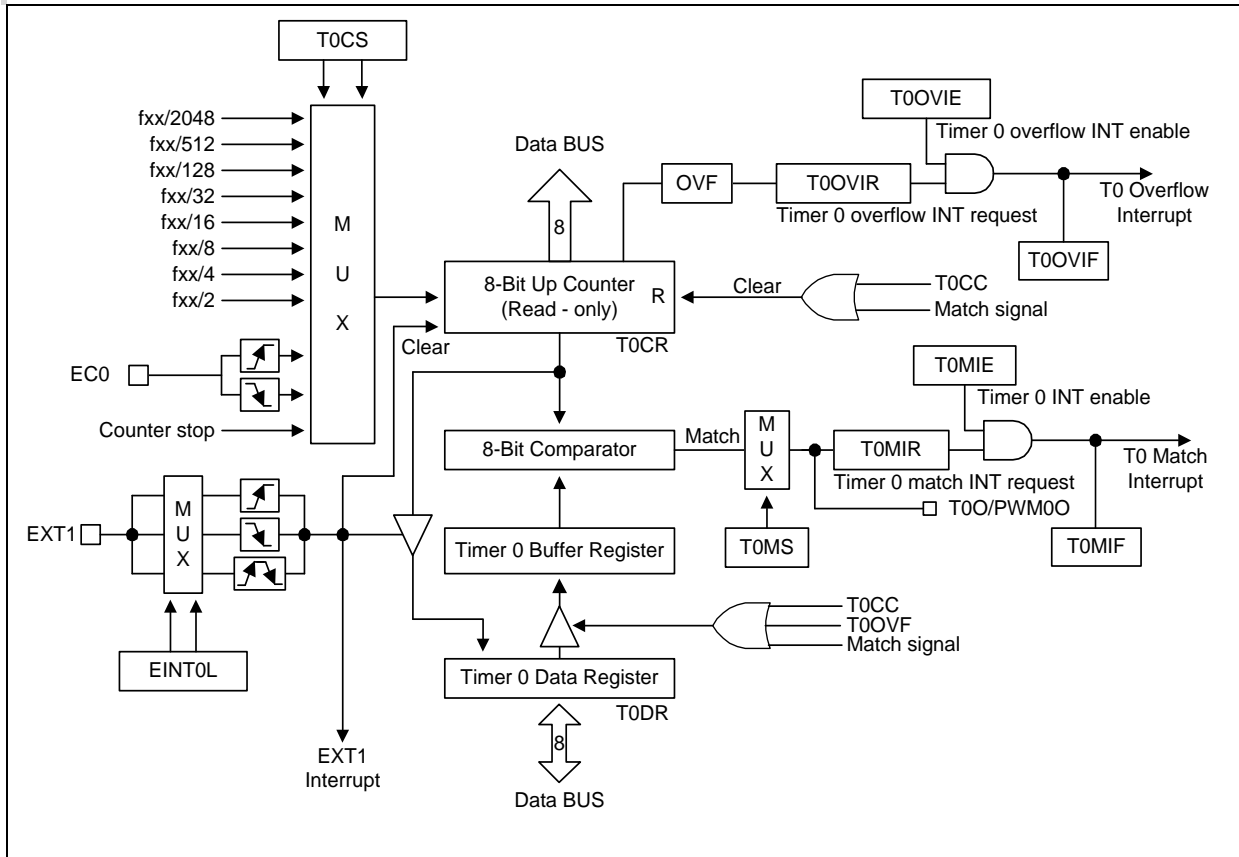 T0CS
fxx/2048
fxx/512
fxx/128
fxx/32
fxx/16
fxx/8
fxx/4
fxx/2
M
U
X
EC0
Counter stop
Data BUS
8
OVF
T0OVIR
Timer 0 overflow INT request
T0OVIE
Timer 0 overflow INT enable
T0 Overflow
Interrupt
T0OVIF
8-Bit Up Counter
(Read - only)
R
T0CR
Clear
Clear
T0CC
Match signal
8-Bit Comparator
Match
M
U
X
T0MS
T0MIE
Timer 0 INT enable
T0MIR
Timer 0 match INT request
T0O/PWM0O
T0 Match
Interrupt
T0MIF
EXT1
M
U
X
EINT0L
EXT1
Interrupt
Timer 0 Buffer Register
T0CC
T0OVF
Match signal
Timer 0 Data Register
T0DR
8
Data BUS